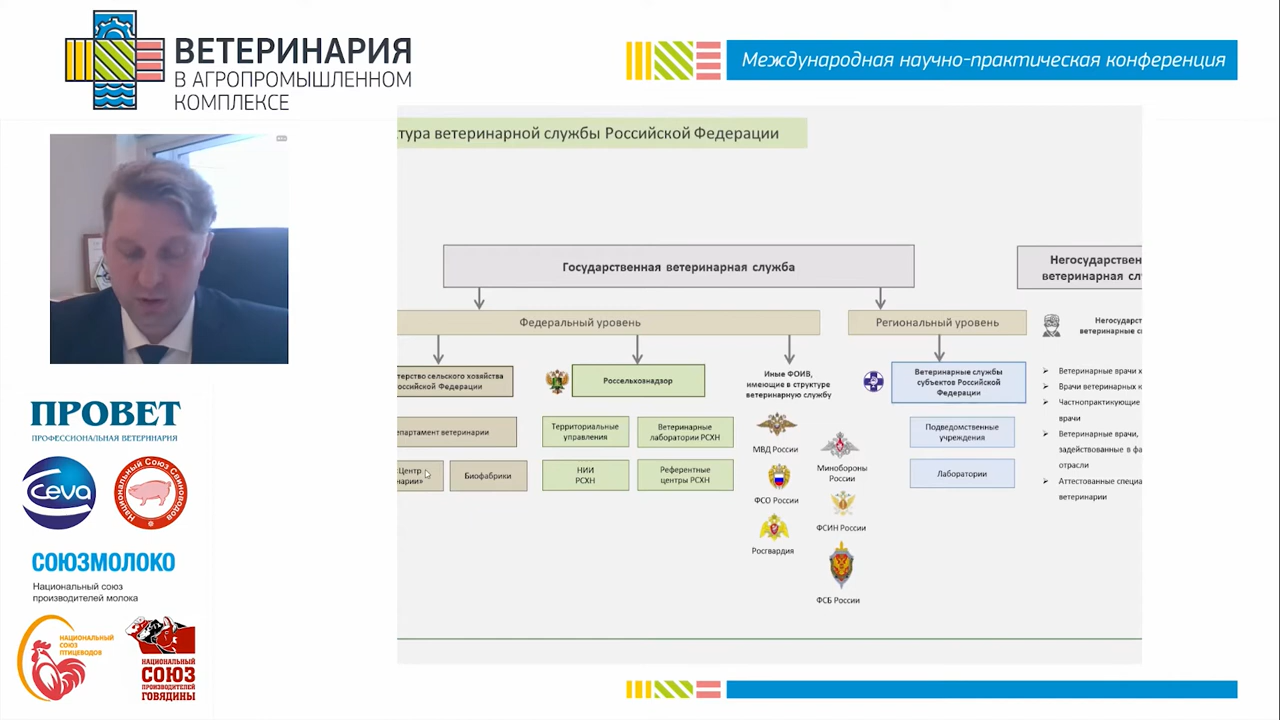 ВЕТЕРИНАРИЯ
В АГРОПРОМЫШЛЕННОМ
КОМПЛЕКСЕ
Международная научно-практическая конференция
тура ветеринарной службы Российской Федерации
Государственная ветеринарная служба
Негосударствен
ветеринарная сл
Федеральный уровень
Региональный уровень
Негосударст
ветеринарные со
терство сельского хозяйства
оссийской Федерации
Россельхознадзор
Иные ФОИВ,
имеющие в структуре
ветеринарную службу
Ветеринарные службы
субъектов Российской
Федерации
Ветеринарные врачи х
Врачи ветеринарных к
Частнопрактикующие
врачи
Ветеринарные врачи,
задействованные в фа
отрасли
Аттестованные специа
ветеринарии
епартамент ветеринарии
Территориальные
управления
Ветеринарные
лаборатории РСХН
МВД России
Подведомственные
учреждения
Центр
нарии»
Биофабрики
НИИ
РСХН
Референтные
центры РСХН
Минобороны
России
Лаборатории
ФСО России
ФСИН России
Росгвардия
ФСБ России
ПРОВЕТ
ПРОФЕССИОНАЛЬНАЯ ВЕТЕРИНАРИЯ
Ceva
Национальный Союз Свиноводов
СОЮЗМОЛОКО
Национальный союз
производителей молока
НАЦИОНАЛЬНЫЙ
СОЮЗ
ПТИЦЕВОДОВ
НАЦИОНАЛЬНЫЙ
СОЮЗ
ПРОИЗВОДИТЕЛЕЙ
ГОВЯДИНЫ